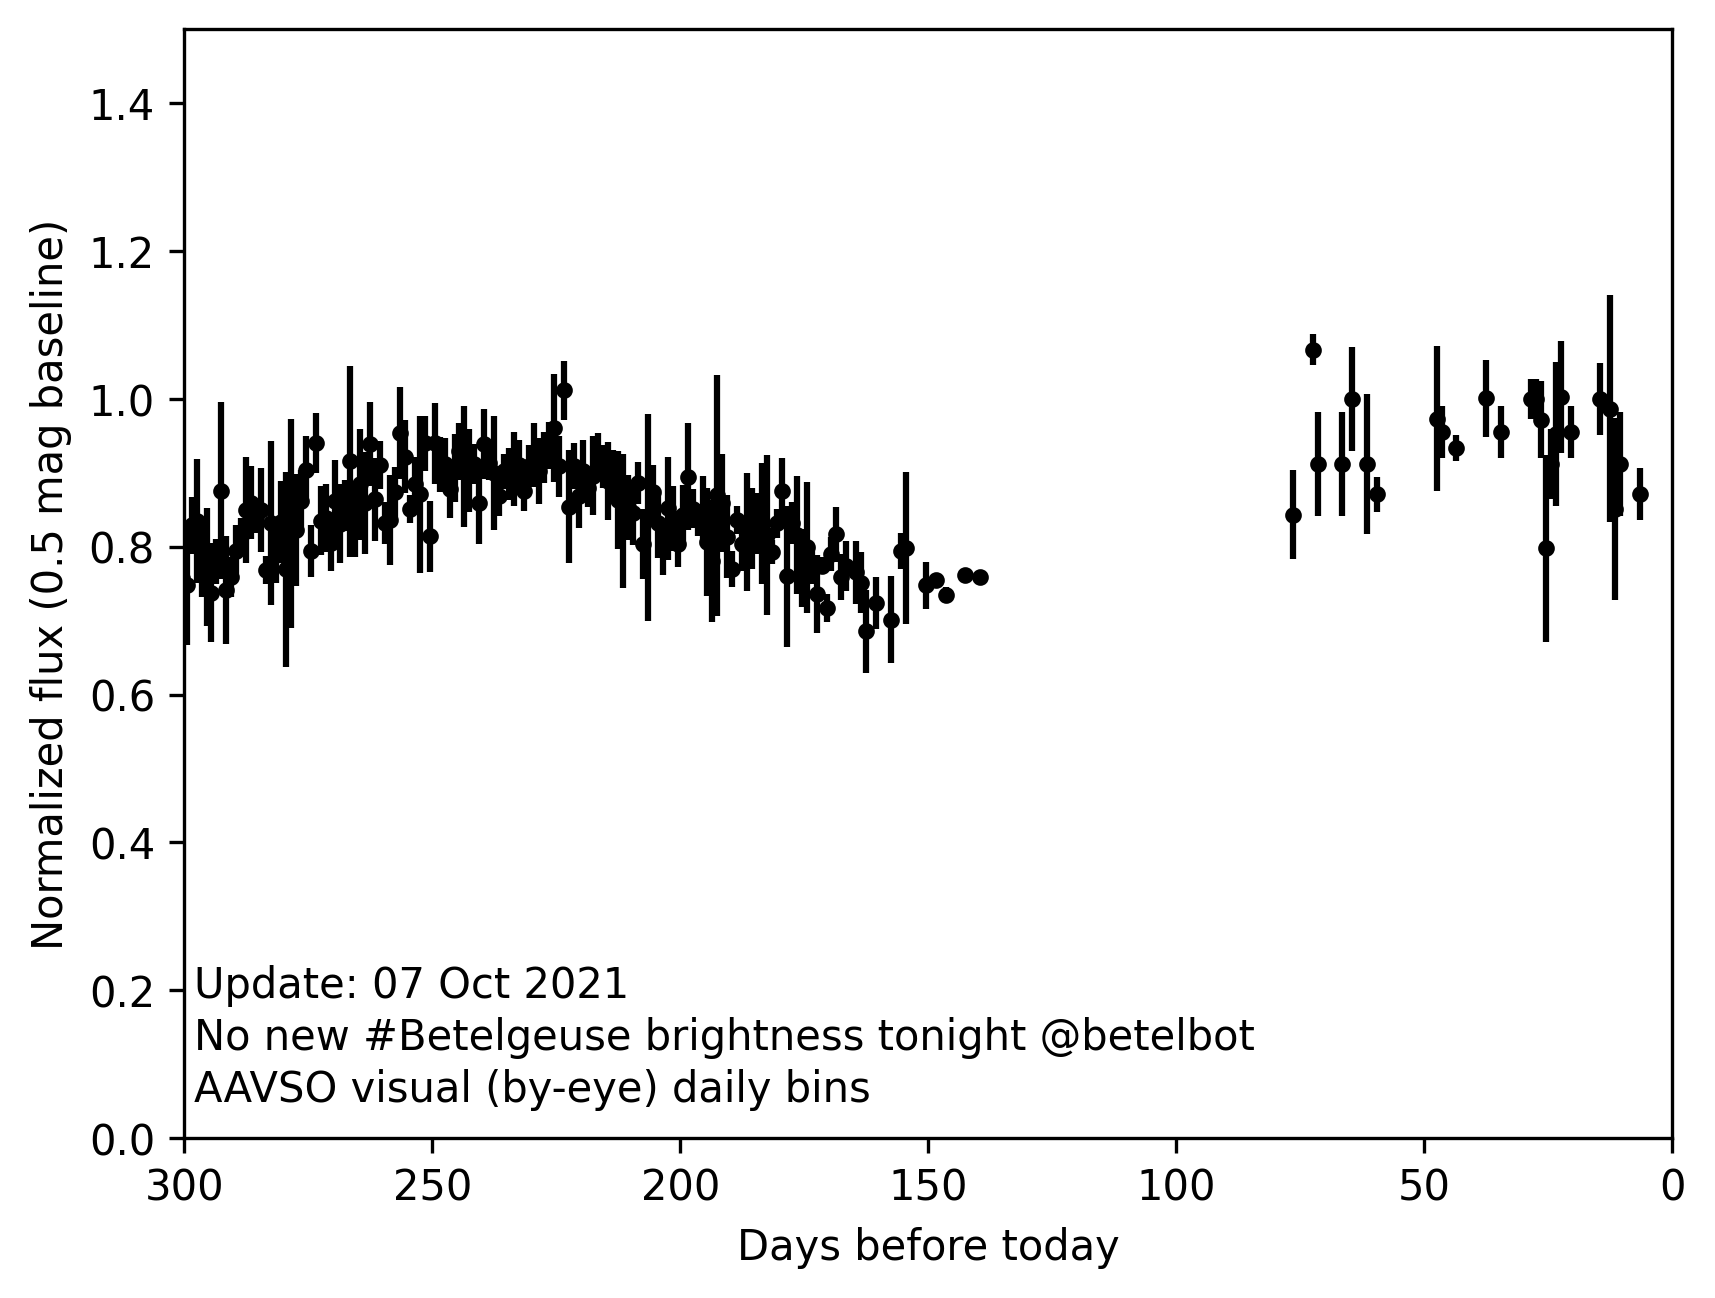 1.4
1.2
1.0
0.8
0.6
0.4
0.2
0.0
Normalized flux (0.5 mag baseline)
Update: 07 Oct 2021
No new #Betelgeuse brightness tonight @betelbot
AAVSO visual (by-eye) daily bins
300 250 200 150 100 50 0
Days before today